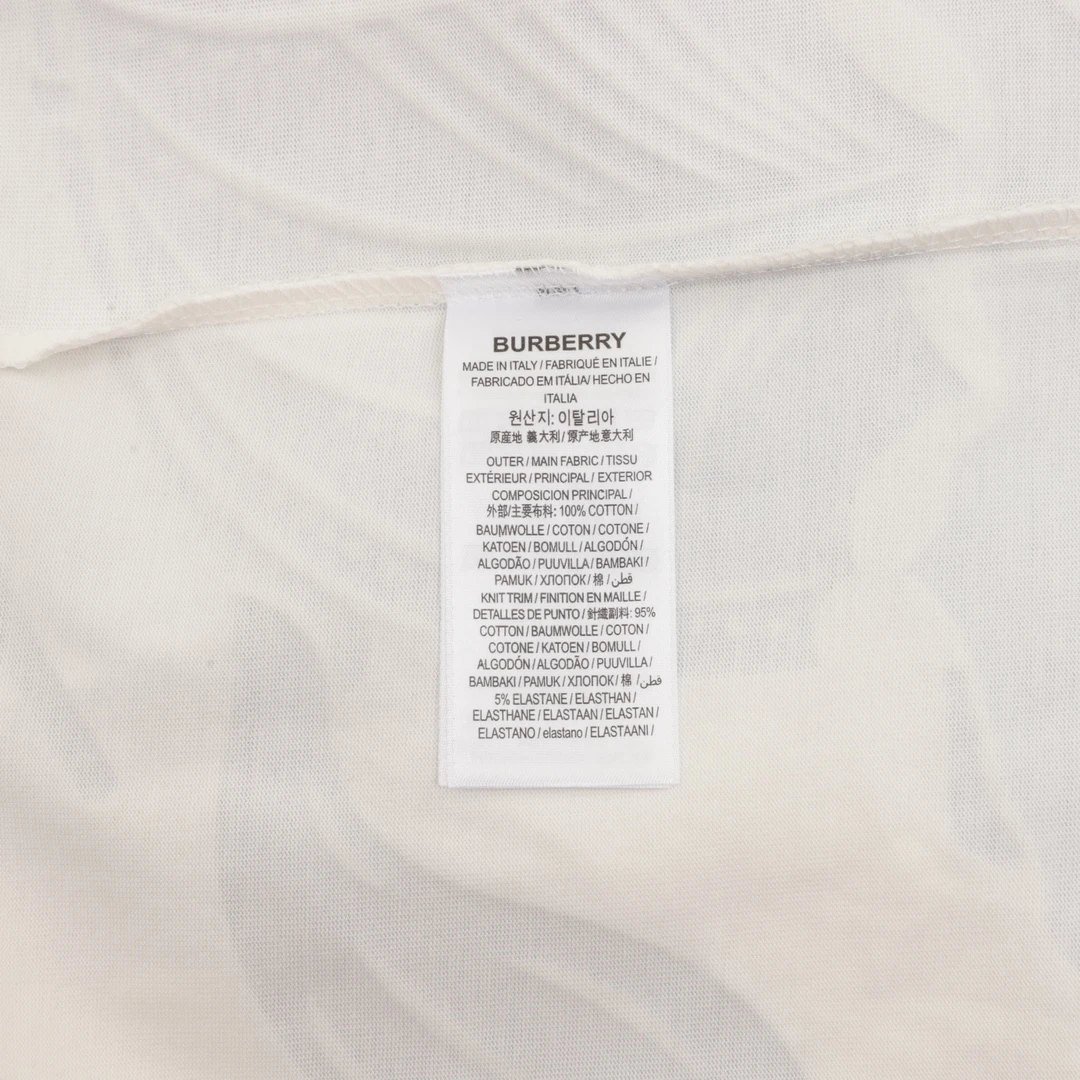 BURBERRY
MADE IN ITALY / FABRIQUÉ EN ITALIE /
FABRICADO EM ITÁLIA/ HECHO EN
ITALIA
원산지: 이탈리아
原産地 義大利 / 原产地意大利
OUTER / MAIN FABRIC / TISSU
EXTÉRIEUR / PRINCIPAL / EXTERIOR
COMPOSICION PRINCIPAL /
外部/主要布料: 100% COTTON /
BAUMWOLLE / COTON / COTONE /
KATOEN / BOMULL / ALGODÓN /
ALGODÃO / PUUVILLA / BAMBAKI /
PAMUK / ХЛОПОК / 棉 / قطن
KNIT TRIM / FINITION EN MAILLE /
DETALLES DE PUNTO / 針織副料: 95%
COTTON / BAUMWOLLE / COTON /
COTONE / KATOEN / BOMULL /
ALGODÓN / ALGODÃO / PUUVILLA /
BAMBAKI / PAMUK / ХЛОПОК / 棉 / قطن
5% ELASTANE / ELASTHAN /
ELASTHANE / ELASTAAN / ELASTAN /
ELASTANO / elastano / ELASTAANI /